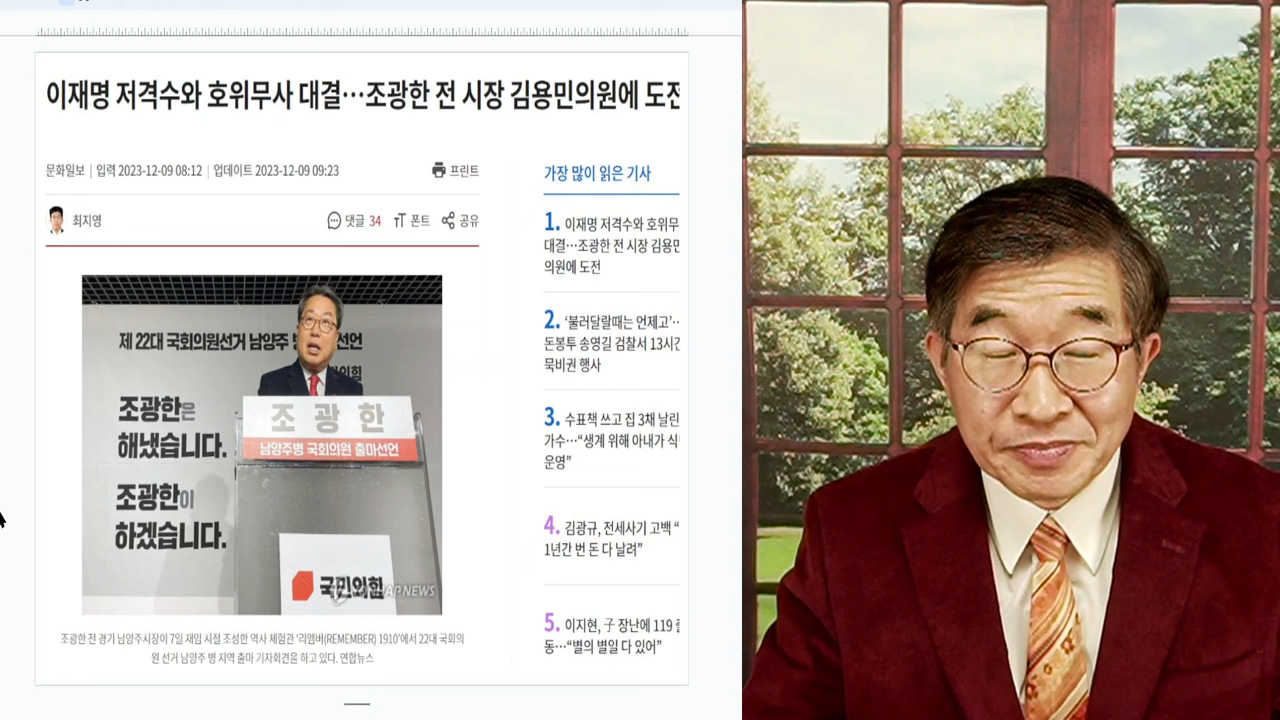 이재명 저격수와 호위무사 대결…조광한 전 시장 김용민의원에 도전
문화일보 | 입력 2023-12-09 08:12 | 업데이트 2023-12-09 09:23
프린트
최지영
댓글 34 폰트 공유
제 22대 국회의원선거 남양주
선언
조광한은
해냈습니다.
조광한이
하겠습니다.
조 광 한
남양주병 국회의원 출마선언
국민의힘
YONHAP NEWS
조광한 전 경기 남양주시장이 7일 재임 시절 조성한 역사 체험관 '리멤버(REMEMBER) 1910'에서 22대 국회의
원 선거 남양주 병 지역 출마 기자회견을 하고 있다. 연합뉴스
가장 많이 읽은 기사
1. 이재명 저격수와 호위무
대결…조광한 전 시장 김용민
의원에 도전
2. ‘불러달랄때는 언제고’…
돈봉투 송영길 검찰서 13시간
묵비권 행사
3. 수표책 쓰고 집 3채 날린
가수…“생계 위해 아내가 식
운영”
4. 김광규, 전세사기 고백 “
1년간 번 돈 다 날려”
5. 이지현, 子 장난에 119 출
동…“별의 별일 다 있어”